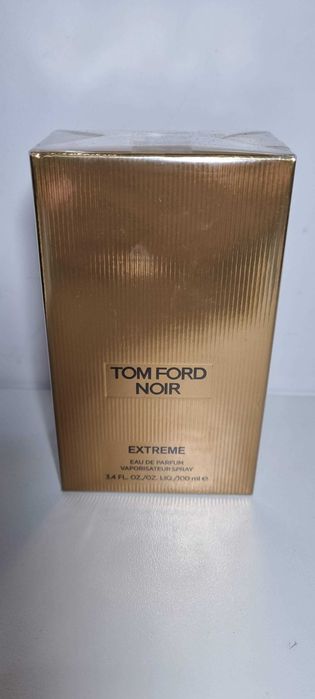 TOM FORD
NOIR
EXTREME
EAU DE PARFUM
VAPORISATEUR SPRAY
3.4 FL. OZ./OZ. LIQ./100 ml ℮